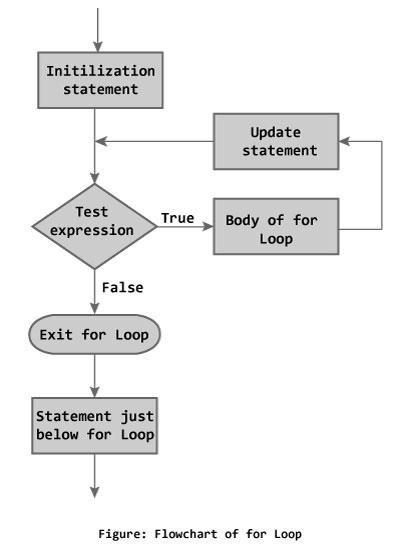 Initilization
statement
Update
statement
Test
expression
True
Body of for
Loop
False
Exit for Loop
Statement just
below for Loop
Figure: Flowchart of for Loop